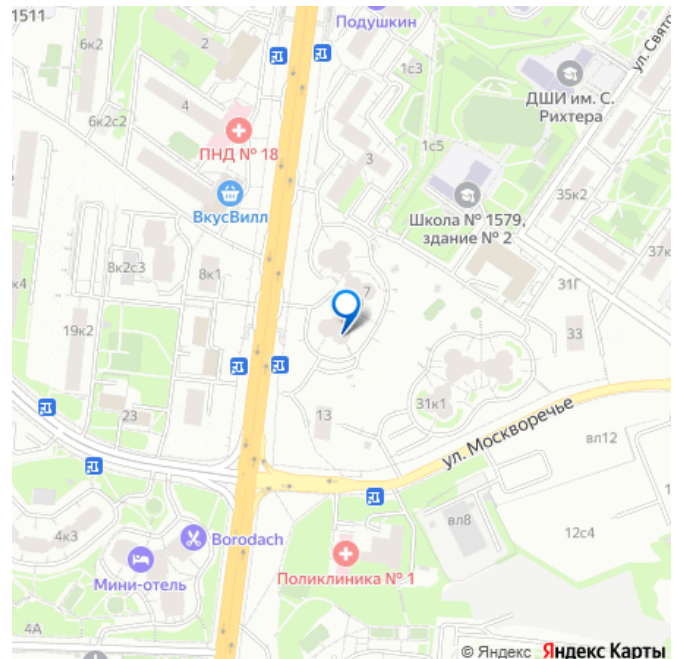 1511
Подушкин
6к2
2
1с3
ул. Свято
ДШИ им. С.
Рихтера
4
6к2с2
ПНД № 18
3
1с5
ВкусВилл
Школа № 1579,
здание № 2
35к2
37к
8к2с3
8к1
к4
7
31Г
19к2
33
23
13
31к1
ул. Москворечье
вл12
вл8
12с4
4к3
Borodach
Мини-отель
Поликлиника № 1
4А
© Яндекс Яндекс Карты